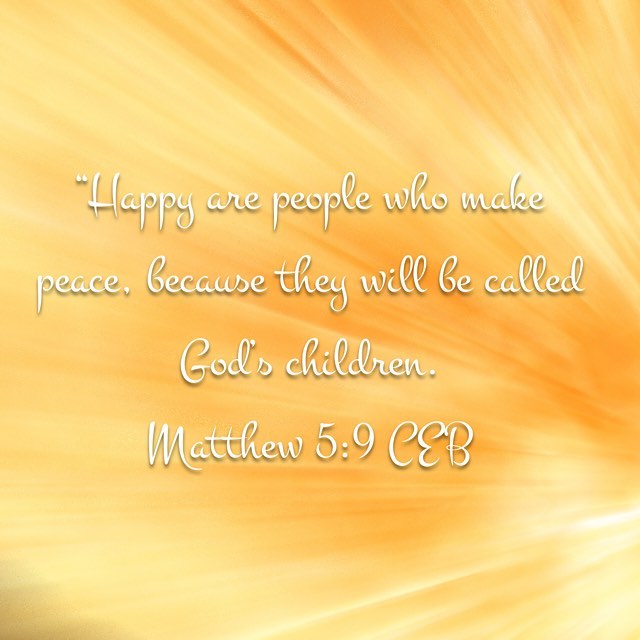 “Happy are people who make
peace, because they will be called
God's children.
Matthew 5:9 CEB